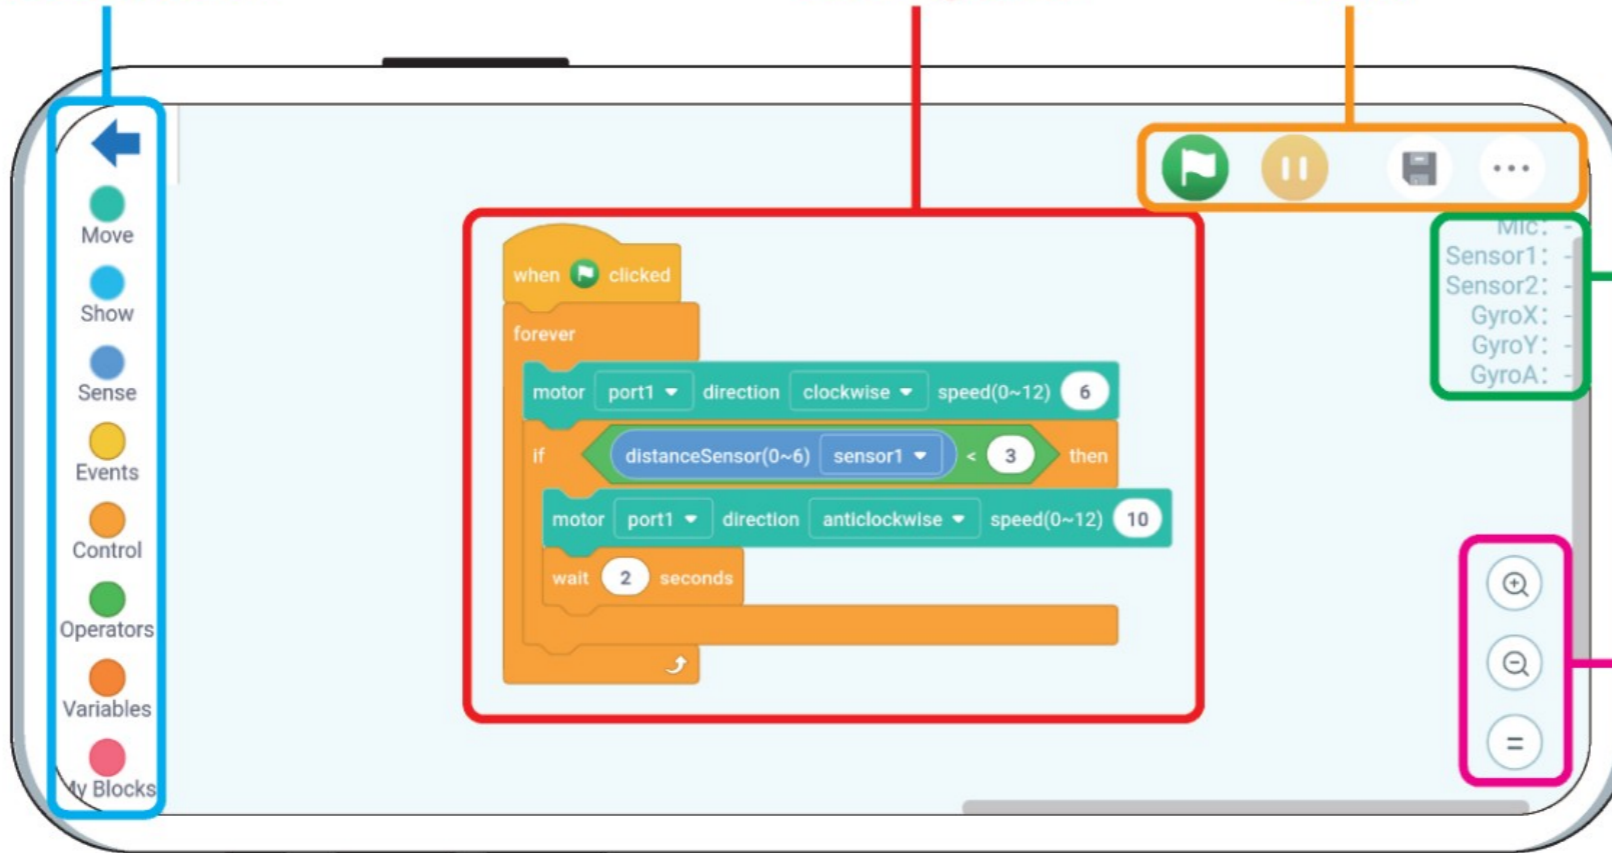 Move
Show
Sense
Events
Control
Operators
Variables
My Blocks
when clicked
forever
motor port1 direction clockwise speed(0~12) 6
if distanceSensor(0~6) sensor1 < 3 then
motor port1 direction anticlockwise speed(0~12) 10
wait 2 seconds
Mic: -
Sensor1: -
Sensor2: -
GyroX: -
GyroY: -
GyroA: -